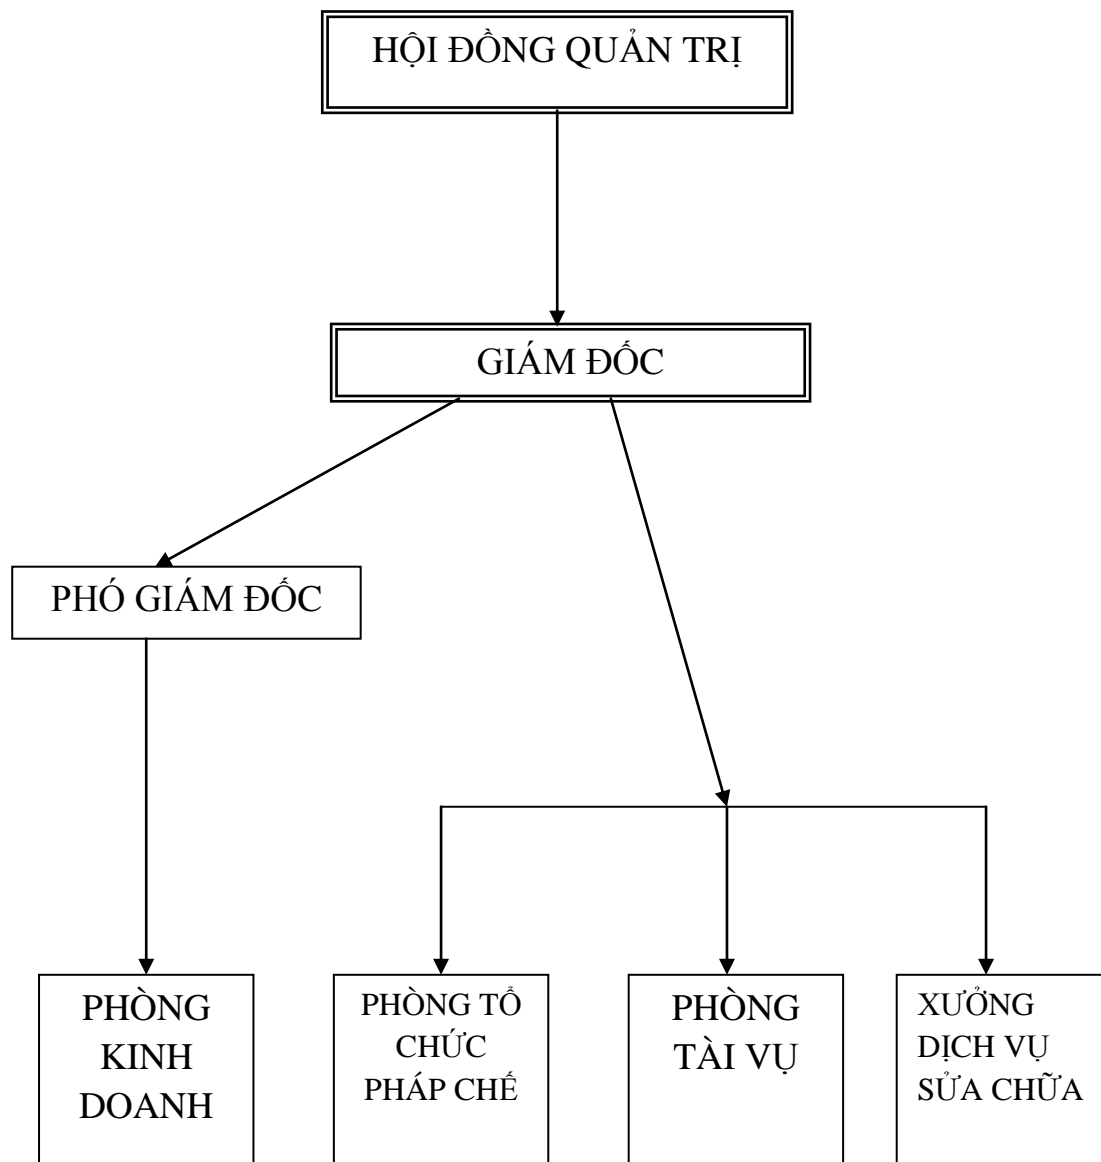 HỘI ĐỒNG QUẢN TRỊ
GIÁM ĐỐC
PHÓ GIÁM ĐỐC
PHÒNG
KINH
DOANH
PHÒNG TỔ
CHỨC
PHÁP CHẾ
PHÒNG
TÀI VỤ
XƯỞNG
DỊCH VỤ
SỬA CHỮA